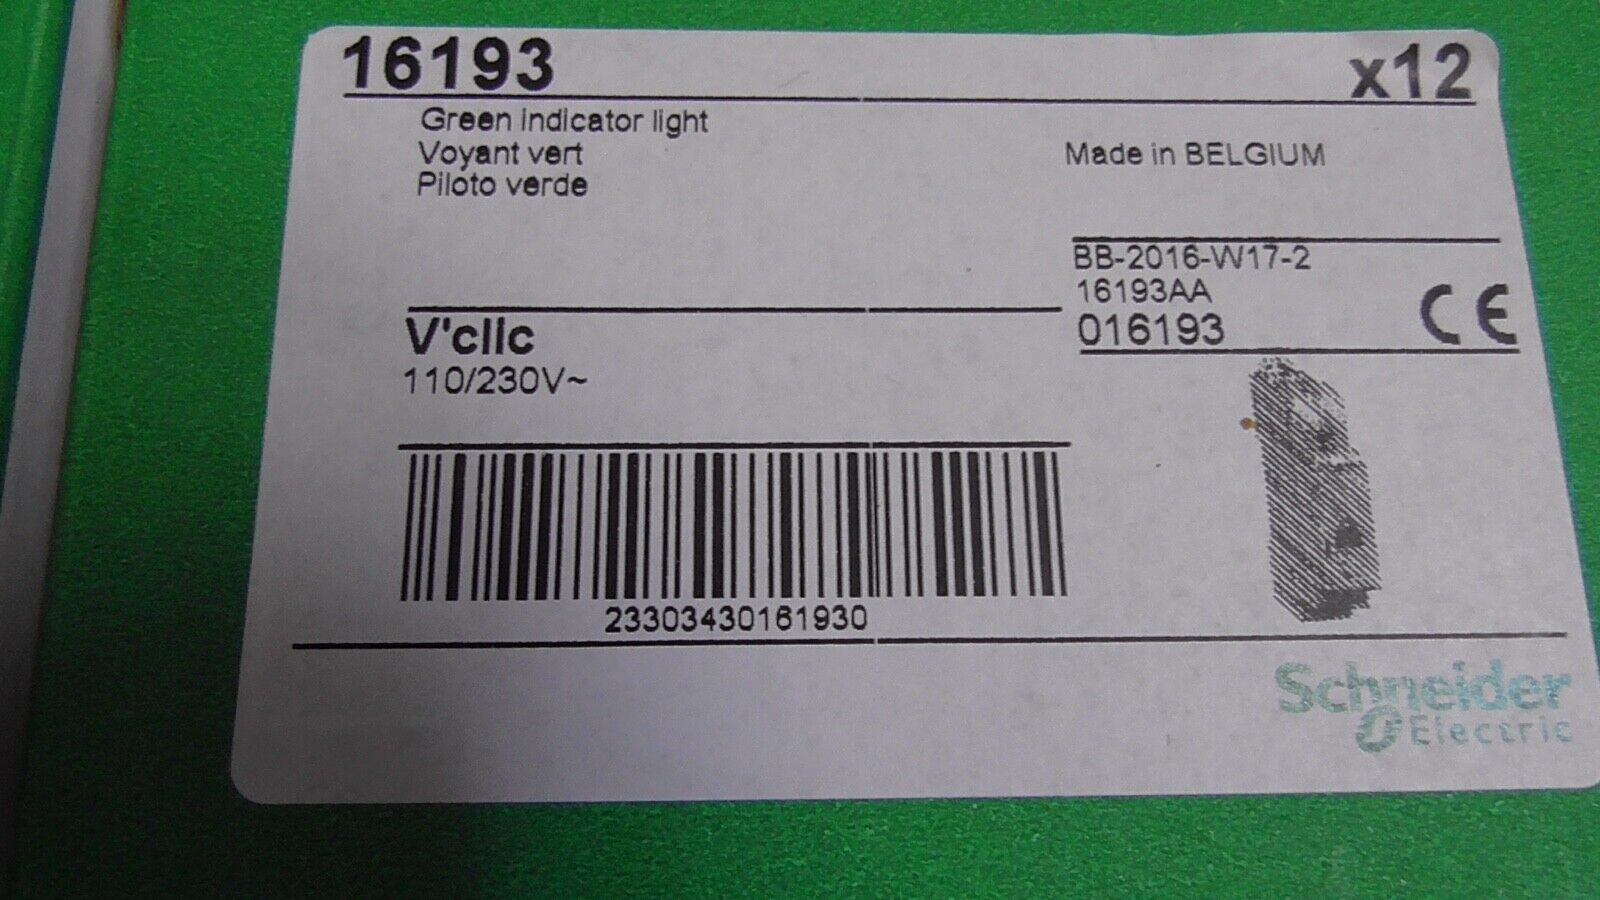 16193
x12
Green indicator light
Voyant vert
Piloto verde
Made in BELGIUM
BB-2016-W17-2
16193AA
016193
CE
V'clic
110/230V~
23303430161930
Schneider
Electric